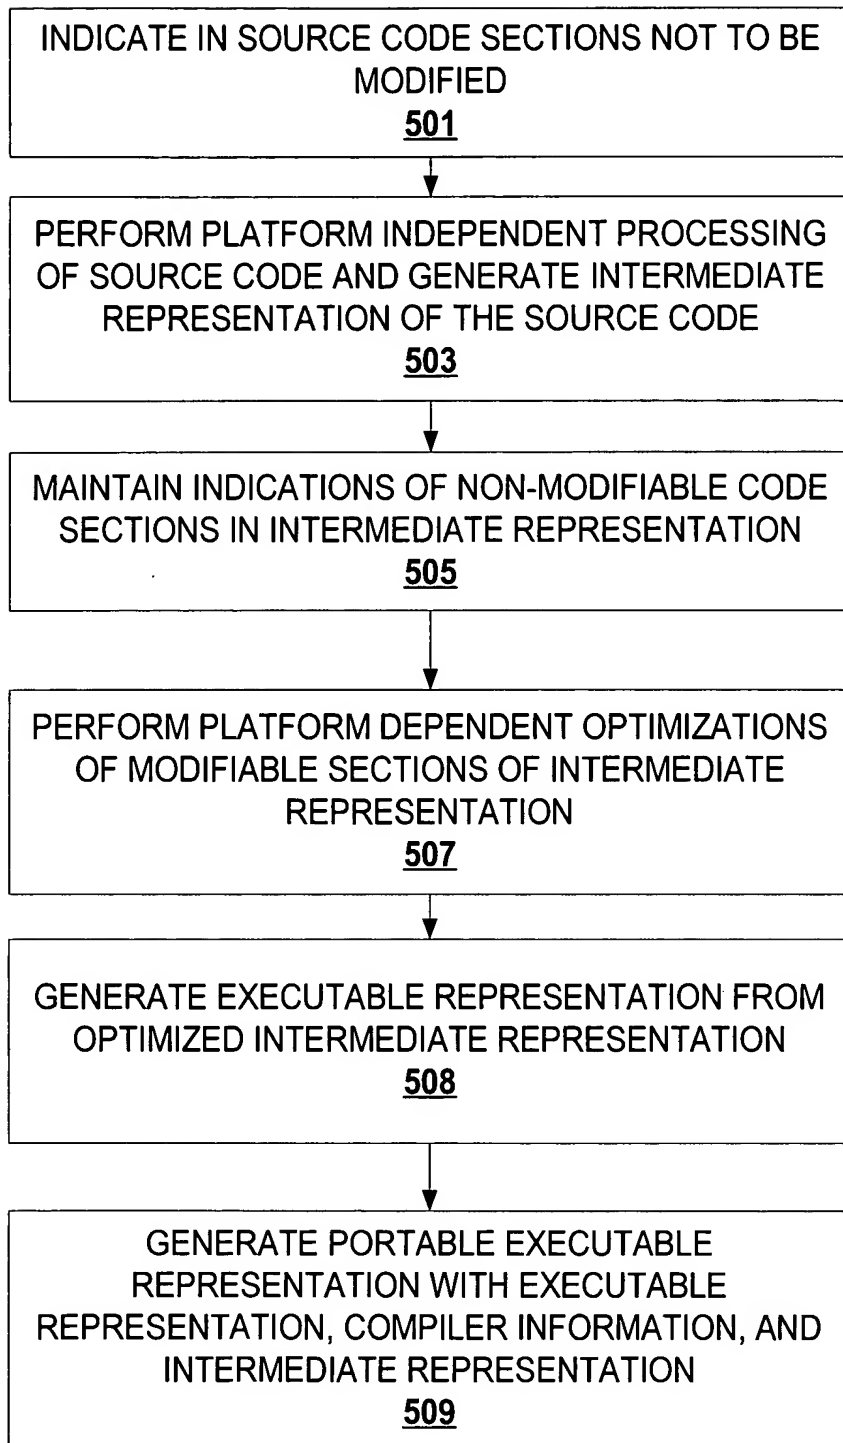 INDICATE IN SOURCE CODE SECTIONS NOT TO BE
MODIFIED
501
PERFORM PLATFORM INDEPENDENT PROCESSING
OF SOURCE CODE AND GENERATE INTERMEDIATE
REPRESENTATION OF THE SOURCE CODE
503
MAINTAIN INDICATIONS OF NON-MODIFIABLE CODE
SECTIONS IN INTERMEDIATE REPRESENTATION
505
PERFORM PLATFORM DEPENDENT OPTIMIZATIONS
OF MODIFIABLE SECTIONS OF INTERMEDIATE
REPRESENTATION
507
GENERATE EXECUTABLE REPRESENTATION FROM
OPTIMIZED INTERMEDIATE REPRESENTATION
508
GENERATE PORTABLE EXECUTABLE
REPRESENTATION WITH EXECUTABLE
REPRESENTATION, COMPILER INFORMATION, AND
INTERMEDIATE REPRESENTATION
509